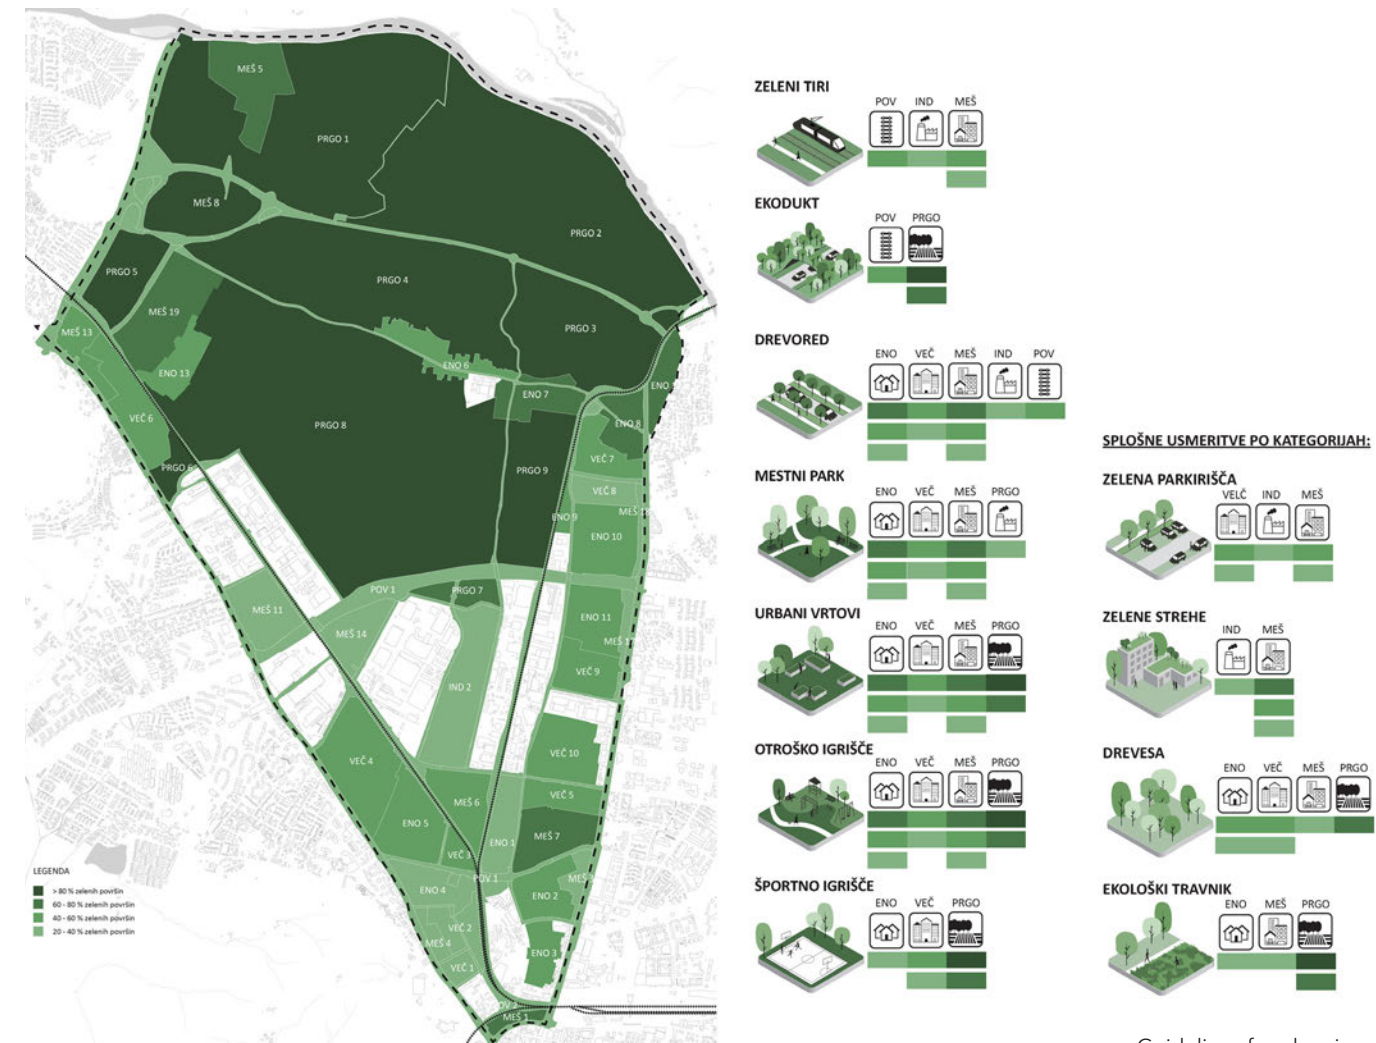 MEŠ 5
PRGO 1
MEŠ 8
PRGO 2
PRGO 5
PRGO 4
MEŠ 19
PRGO 3
MEŠ 13
ENO 6
ENO 13
ENO 7
VEČ 6
PRGO 8
ENO 8
VEČ 7
PRGO 6
PRGO 9
VEČ 8
ENO 9
MEŠ
ENO 10
POV 1
PRGO 7
MEŠ 11
ENO 11
MEŠ 14
MEŠ
VEČ 9
IND 2
VEČ 10
VEČ 4
VEČ 5
MEŠ 6
ENO 5
MEŠ 7
ENO 1
VEČ 3
POV 1
MEŠ
ENO 4
ENO 2
VEČ 2
MEŠ 4
ENO 3
VEČ 1
MEŠ 1
LEGENDA
> 80 % zelenih površin
60 - 80 % zelenih površin
40 - 60 % zelenih površin
20 - 40 % zelenih površin
ZELENI TIRI
POV IND MEŠ
EKODUKT
POV PRGO
DREVORED
ENO VEČ MEŠ IND POV
MESTNI PARK
ENO VEČ MEŠ PRGO
URBANI VRTOVI
ENO VEČ MEŠ PRGO
OTROŠKO IGRIŠČE
ENO VEČ MEŠ PRGO
ŠPORTNO IGRIŠČE
ENO VEČ PRGO
SPLOŠNE USMERITVE PO KATEGORIJAH:
ZELENA PARKIRIŠČA
VELČ IND MEŠ
ZELENE STREHE
IND MEŠ
DREVESA
ENO VEČ MEŠ PRGO
EKOLOŠKI TRAVNIK
ENO MEŠ PRGO